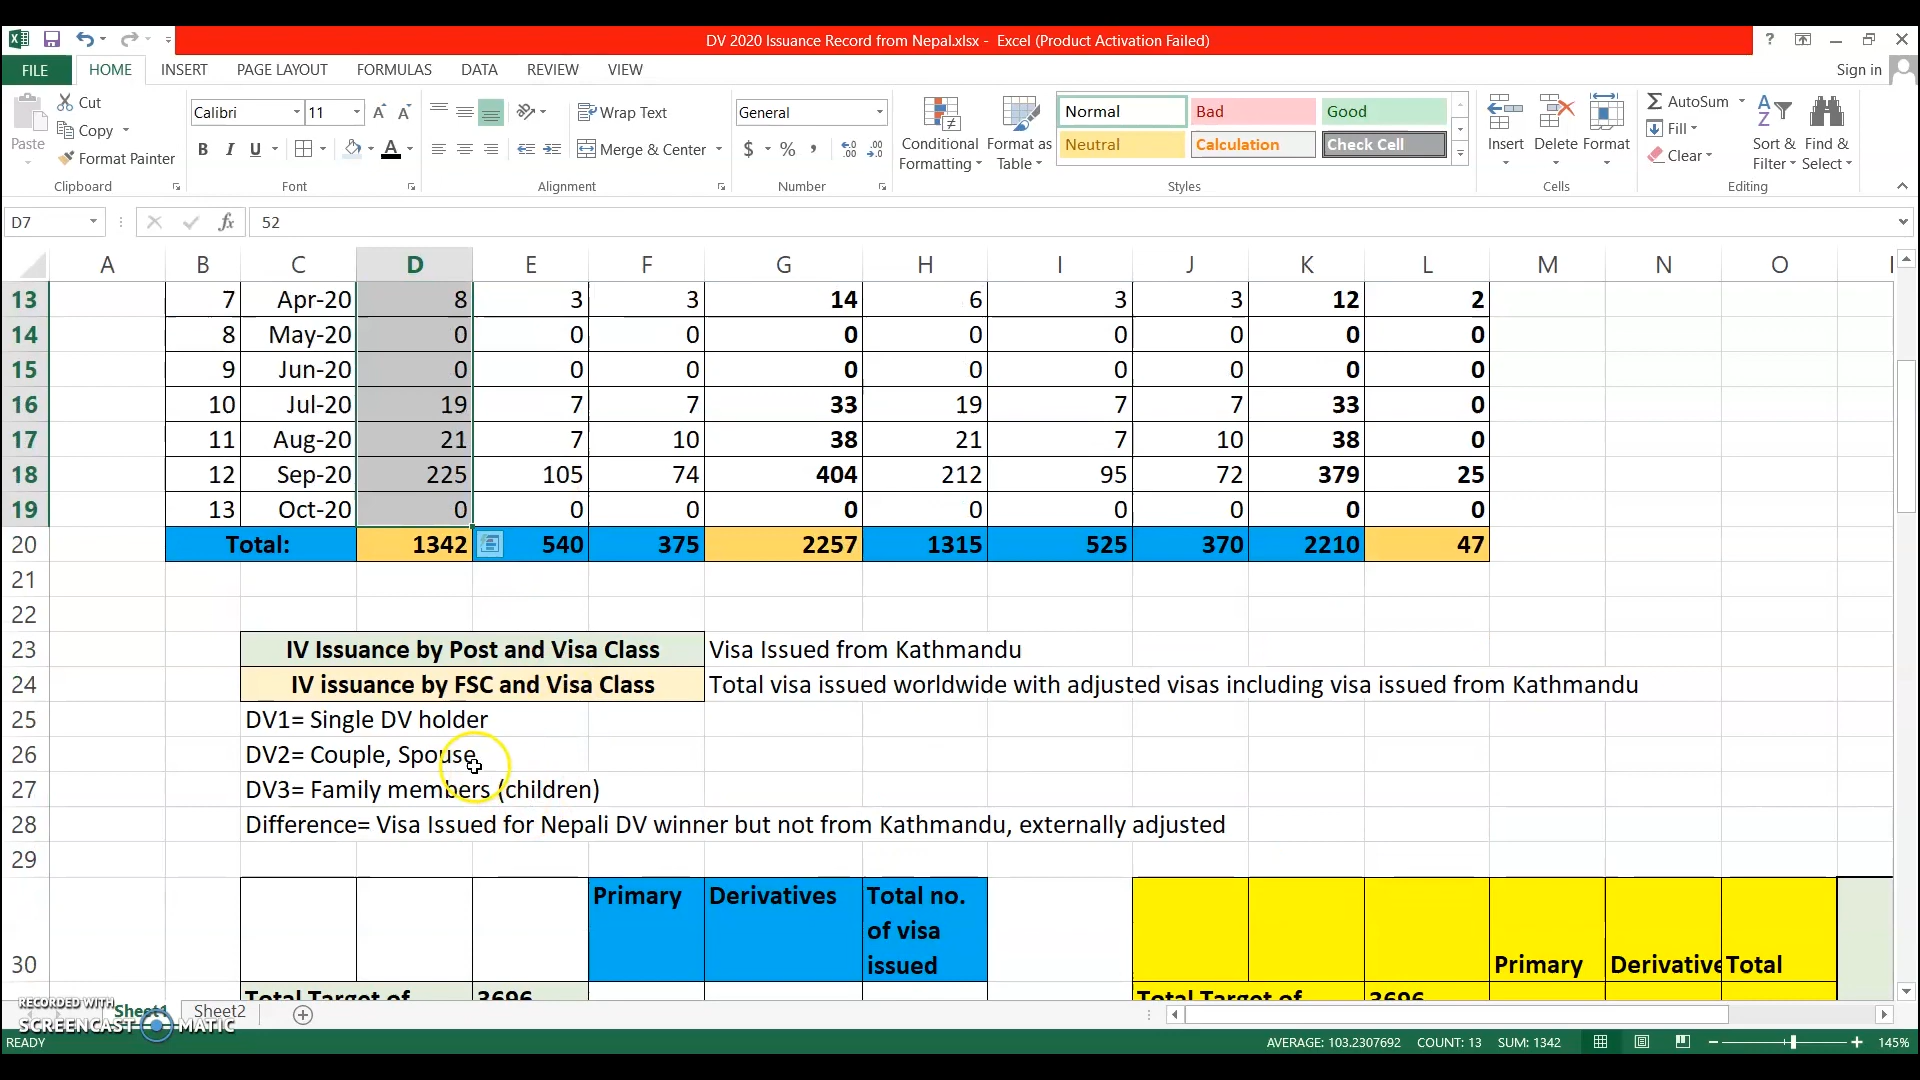 DV 2020 Issuance Record from Nepal.xlsx - Excel (Product Activation Failed)
FILE HOME INSERT PAGE LAYOUT FORMULAS DATA REVIEW VIEW Sign in
Paste Cut Copy Format Painter Clipboard
Calibri 11 B I U A Font
Wrap Text Merge & Center Alignment
General $ % , Number
Conditional Formatting Format as Table
Normal Bad Good
Neutral Calculation Check Cell
Styles
Insert Delete Format Cells
AutoSum Fill Clear Sort & Filter Find & Select Editing
D7 fx 52
A B C D E F G H I J K L M N O
13 7 Apr-20 8 3 3 14 6 3 3 12 2
14 8 May-20 0 0 0 0 0 0 0 0 0
15 9 Jun-20 0 0 0 0 0 0 0 0 0
16 10 Jul-20 19 7 7 33 19 7 7 33 0
17 11 Aug-20 21 7 10 38 21 7 10 38 0
18 12 Sep-20 225 105 74 404 212 95 72 379 25
19 13 Oct-20 0 0 0 0 0 0 0 0 0
20 Total: 1342 540 375 2257 1315 525 370 2210 47
21
22
23 IV Issuance by Post and Visa Class Visa Issued from Kathmandu
24 IV issuance by FSC and Visa Class Total visa issued worldwide with adjusted visas including visa issued from Kathmandu
25 DV1= Single DV holder
26 DV2= Couple, Spouse
27 DV3= Family members (children)
28 Difference= Visa Issued for Nepali DV winner but not from Kathmandu, externally adjusted
29
30 Primary Derivatives Total no. of visa issued Primary Derivative Total
Total Target of 3696 Total Target of 3696
RECORDED WITH
SCREENCAST MATIC
Sheet1 Sheet2
READY AVERAGE: 103.2307692 COUNT: 13 SUM: 1342 145%